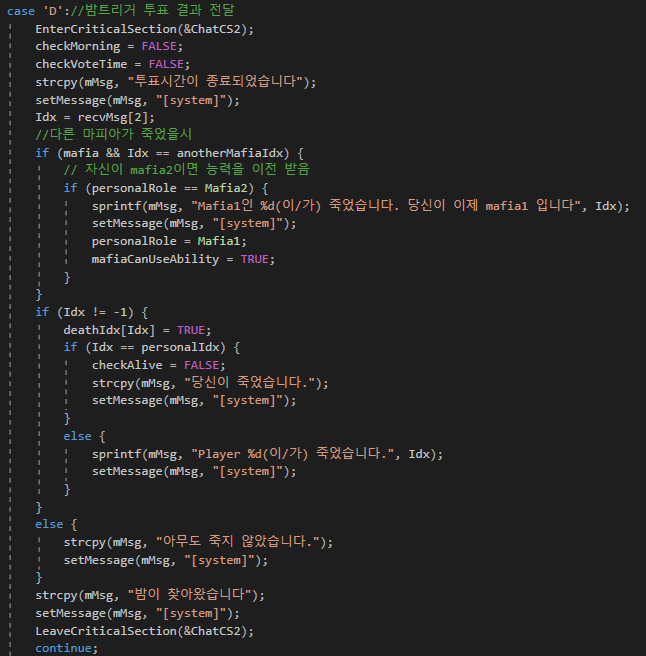 case 'D'://밤트리거 투표 결과 전달
    EnterCriticalSection(&ChatCS2);
    checkMorning = FALSE;
    checkVoteTime = FALSE;
    strcpy(mMsg, "투표시간이 종료되었습니다");
    setMessage(mMsg, "[system]");
    Idx = recvMsg[2];
    //다른 마피아가 죽었을시
    if (mafia && Idx == anotherMafiaIdx) {
        // 자신이 mafia2이면 능력을 이전 받음
        if (personalRole == Mafia2) {
            sprintf(mMsg, "Mafia1인 %d(이/가) 죽었습니다. 당신이 이제 mafia1 입니다", Idx);
            setMessage(mMsg, "[system]");
            personalRole = Mafia1;
            mafiaCanUseAbility = TRUE;
        }
    }
    if (Idx != -1) {
        deathIdx[Idx] = TRUE;
        if (Idx == personalIdx) {
            checkAlive = FALSE;
            strcpy(mMsg, "당신이 죽었습니다.");
            setMessage(mMsg, "[system]");
        }
        else {
            sprintf(mMsg, "Player %d(이/가) 죽었습니다.", Idx);
            setMessage(mMsg, "[system]");
        }
    }
    else {
        strcpy(mMsg, "아무도 죽지 않았습니다.");
        setMessage(mMsg, "[system]");
    }
    strcpy(mMsg, "밤이 찾아왔습니다");
    setMessage(mMsg, "[system]");
    LeaveCriticalSection(&ChatCS2);
    continue;